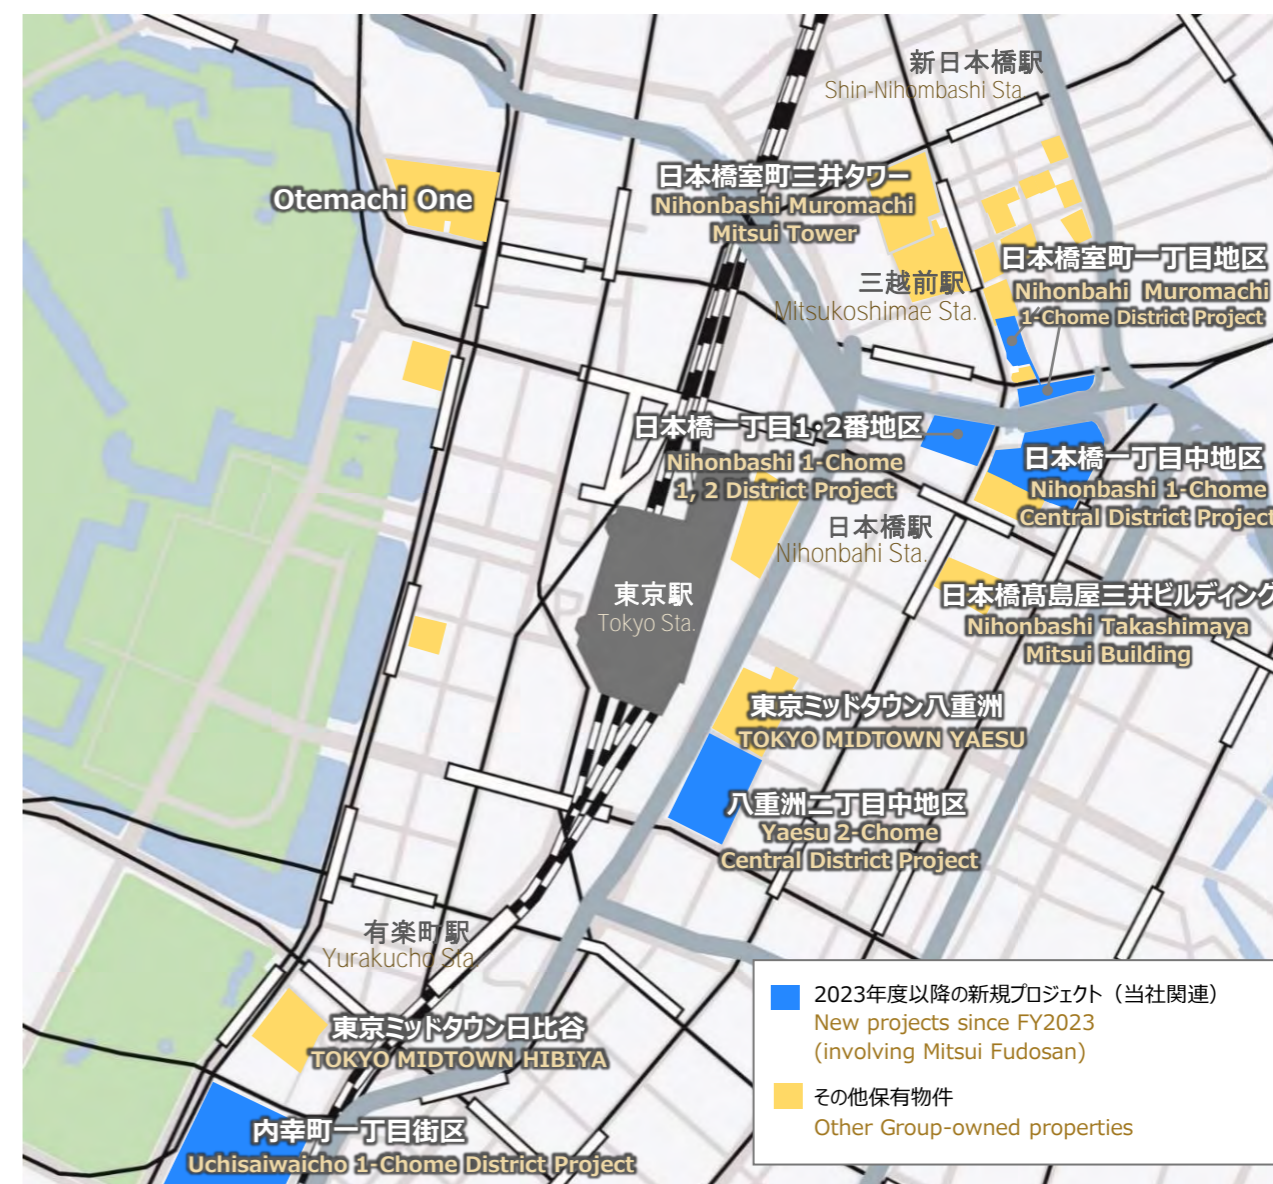 新日本橋駅
Shin-Nihombashi Sta.
日本橋室町三井タワー
Nihonbashi Muromachi
Mitsui Tower
Otemachi One
日本橋室町一丁目地区
Nihonbahi Muromachi
1-Chome District Project
三越前駅
Mitsukoshimae Sta.
日本橋一丁目1・2番地区
Nihonbashi 1-Chome
1, 2 District Project
日本橋一丁目中地区
Nihonbashi 1-Chome
Central District Project
日本橋駅
Nihonbahi Sta.
東京駅
Tokyo Sta.
日本橋髙島屋三井ビルディング
Nihonbashi Takashimaya
Mitsui Building
東京ミッドタウン八重洲
TOKYO MIDTOWN YAESU
八重洲二丁目中地区
Yaesu 2-Chome
Central District Project
有楽町駅
Yurakucho Sta.
東京ミッドタウン日比谷
TOKYO MIDTOWN HIBIYA
内幸町一丁目街区
Uchisaiwaicho 1-Chome District Project
2023年度以降の新規プロジェクト（当社関連）
New projects since FY2023
(involving Mitsui Fudosan)
その他保有物件
Other Group-owned properties